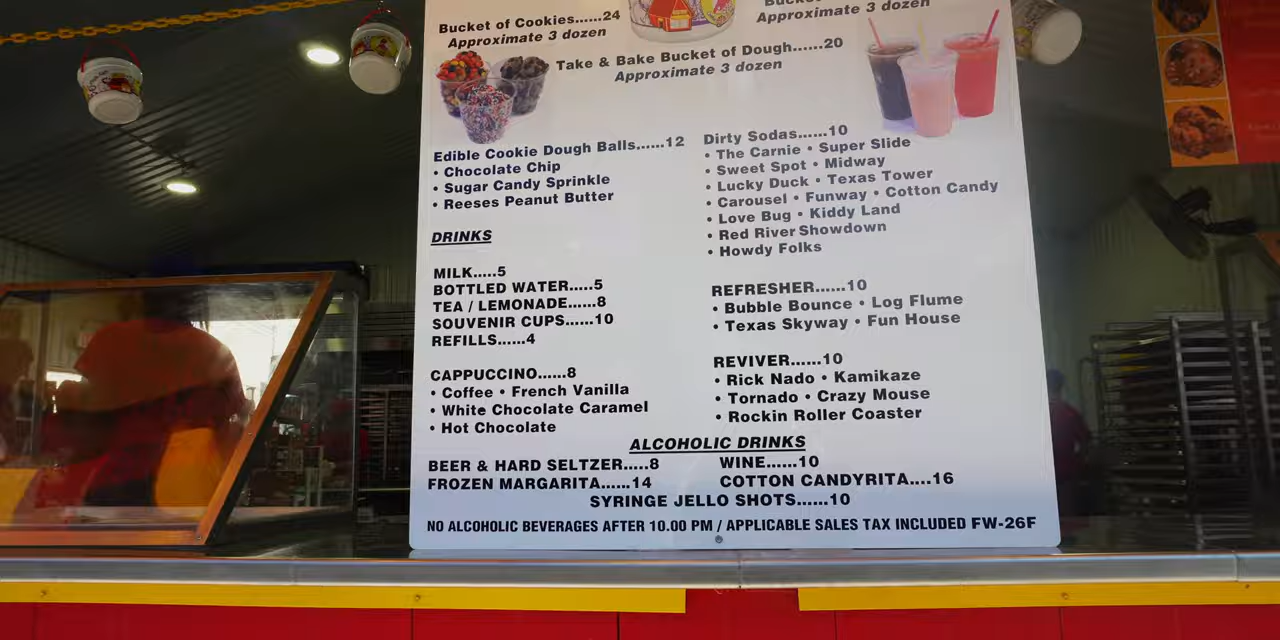 Bucket of Cookies......24
Approximate 3 dozen
Approximate 3 dozen
Take & Bake Bucket of Dough......20
Approximate 3 dozen
Edible Cookie Dough Balls......12
• Chocolate Chip
• Sugar Candy Sprinkle
• Reeses Peanut Butter
Dirty Sodas......10
• The Carnie • Super Slide
• Sweet Spot • Midway
• Lucky Duck • Texas Tower
• Carousel • Funway • Cotton Candy
• Love Bug • Kiddy Land
• Red River Showdown
• Howdy Folks
DRINKS
MILK.....5
BOTTLED WATER.....5
TEA / LEMONADE......8
SOUVENIR CUPS......10
REFILLS.....4
REFRESHER......10
• Bubble Bounce • Log Flume
• Texas Skyway • Fun House
CAPPUCCINO......8
• Coffee • French Vanilla
• White Chocolate Caramel
• Hot Chocolate
REVIVER......10
• Rick Nado • Kamikaze
• Tornado • Crazy Mouse
• Rockin Roller Coaster
ALCOHOLIC DRINKS
BEER & HARD SELTZER.....8
FROZEN MARGARITA......14
WINE......10
COTTON CANDYRITA....16
SYRINGE JELLO SHOTS......10
NO ALCOHOLIC BEVERAGES AFTER 10.00 PM / APPLICABLE SALES TAX INCLUDED FW-26F